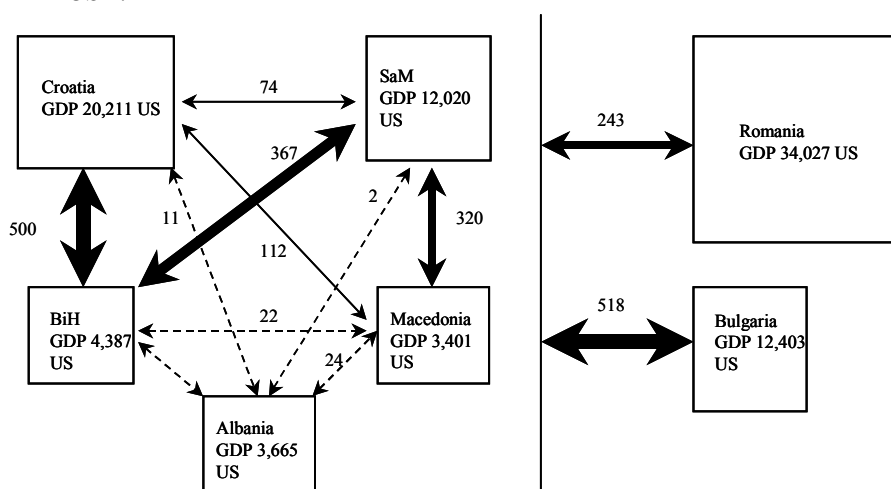 Croatia
GDP 20,211 US
74
SaM
GDP 12,020
US
243
Romania
GDP 34,027 US
367
500
11
2
320
112
BiH
GDP 4,387
US
22
24
Macedonia
GDP 3,401
US
518
Bulgaria
GDP 12,403
US
Albania
GDP 3,665
US